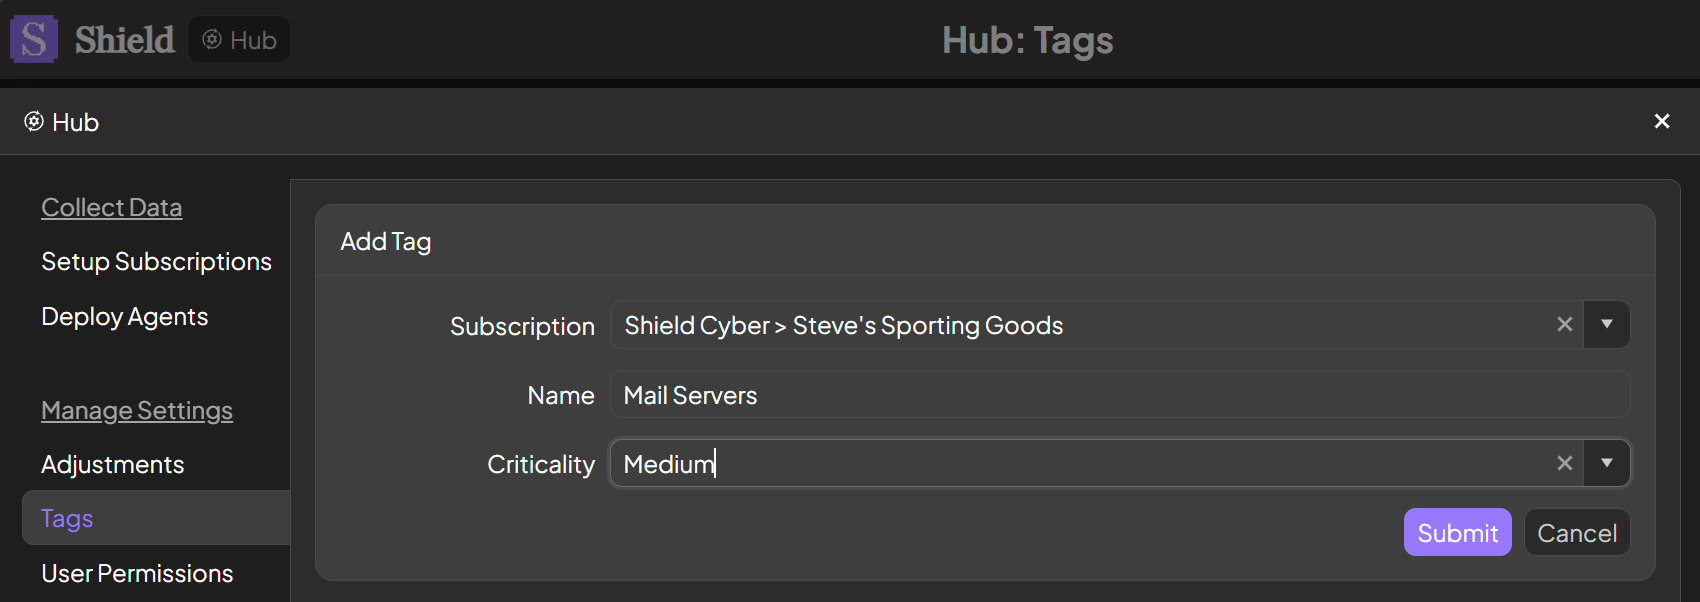 S Shield Hub Hub: Tags
Hub
Collect Data
Setup Subscriptions
Deploy Agents
Manage Settings
Adjustments
Tags
User Permissions
Add Tag
Subscription Shield Cyber > Steve's Sporting Goods
Name Mail Servers
Criticality Medium
Submit Cancel